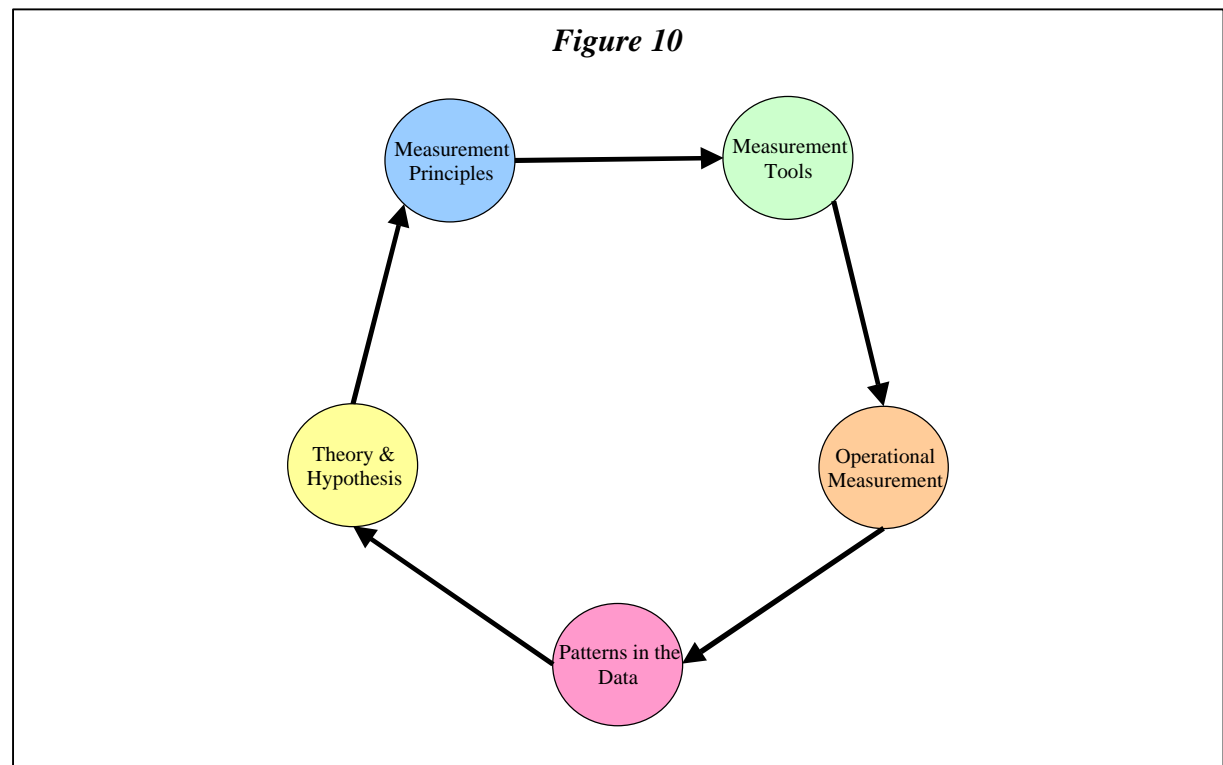 Figure 10
Measurement
Principles
Measurement
Tools
Theory &
Hypothesis
Operational
Measurement
Patterns in the
Data